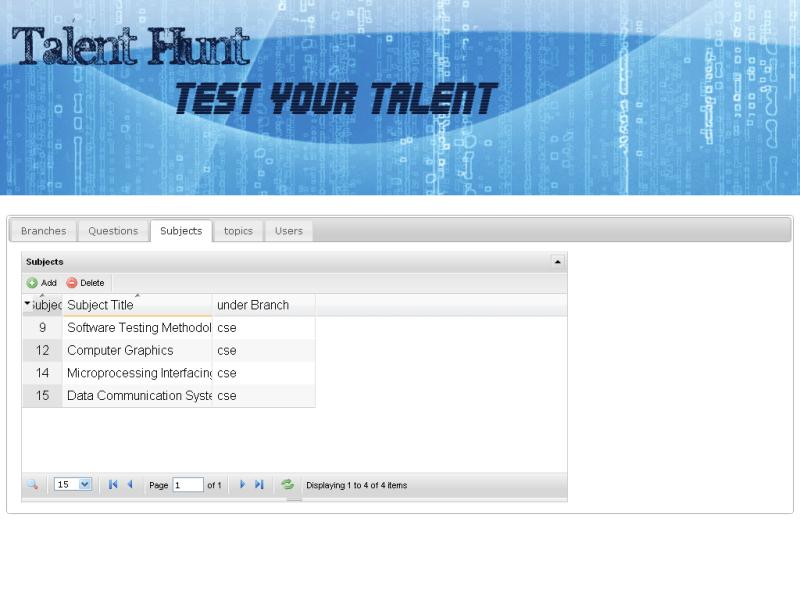 Talent Hunt
TEST YOUR TALENT
Branches Questions Subjects topics Users
Subjects
Add Delete
ubjec Subject Title under Branch
9 Software Testing Methodol cse
12 Computer Graphics cse
14 Microprocessing Interfacing cse
15 Data Communication Syste cse
15 Page 1 of 1 Displaying 1 to 4 of 4 items